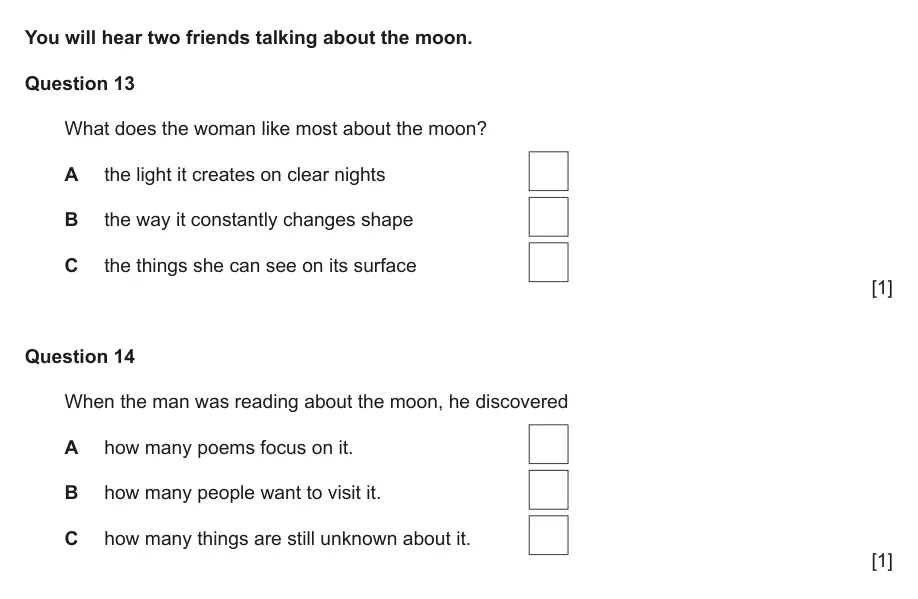 You will hear two friends talking about the moon.
Question 13
What does the woman like most about the moon?
A the light it creates on clear nights
B the way it constantly changes shape
C the things she can see on its surface
[1]
Question 14
When the man was reading about the moon, he discovered
A how many poems focus on it.
B how many people want to visit it.
C how many things are still unknown about it.
[1]